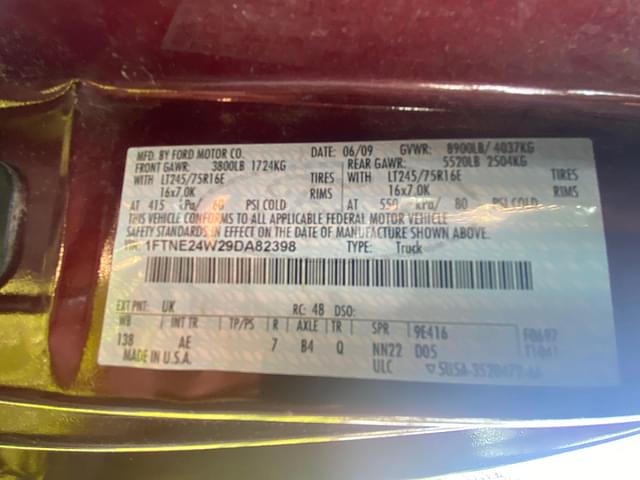 MFD. BY FORD MOTOR CO. DATE: 06/09 GVWR: 8900LB/ 4037KG
FRONT GAWR: 3800LB 1724KG REAR GAWR: 5520LB 2504KG
WITH LT245/75R16E TIRES WITH LT245/75R16E TIRES
16x7.0K RIMS 16x7.0K RIMS
AT 415 kPa/ 60 PSI COLD AT 550 kPa/ 80 PSI COLD
THIS VEHICLE CONFORMS TO ALL APPLICABLE FEDERAL MOTOR VEHICLE
SAFETY STANDARDS IN EFFECT ON THE DATE OF MANUFACTURE SHOWN ABOVE.
VIN: 1FTNE24W29DA82398 TYPE: Truck
EXT PNT: UK RC: 48 DSO:
WB INT TR TP/PS R AXLE TR SPR 9E416
138 AE 7 B4 Q NN22 D05
MADE IN U.S.A. ULC